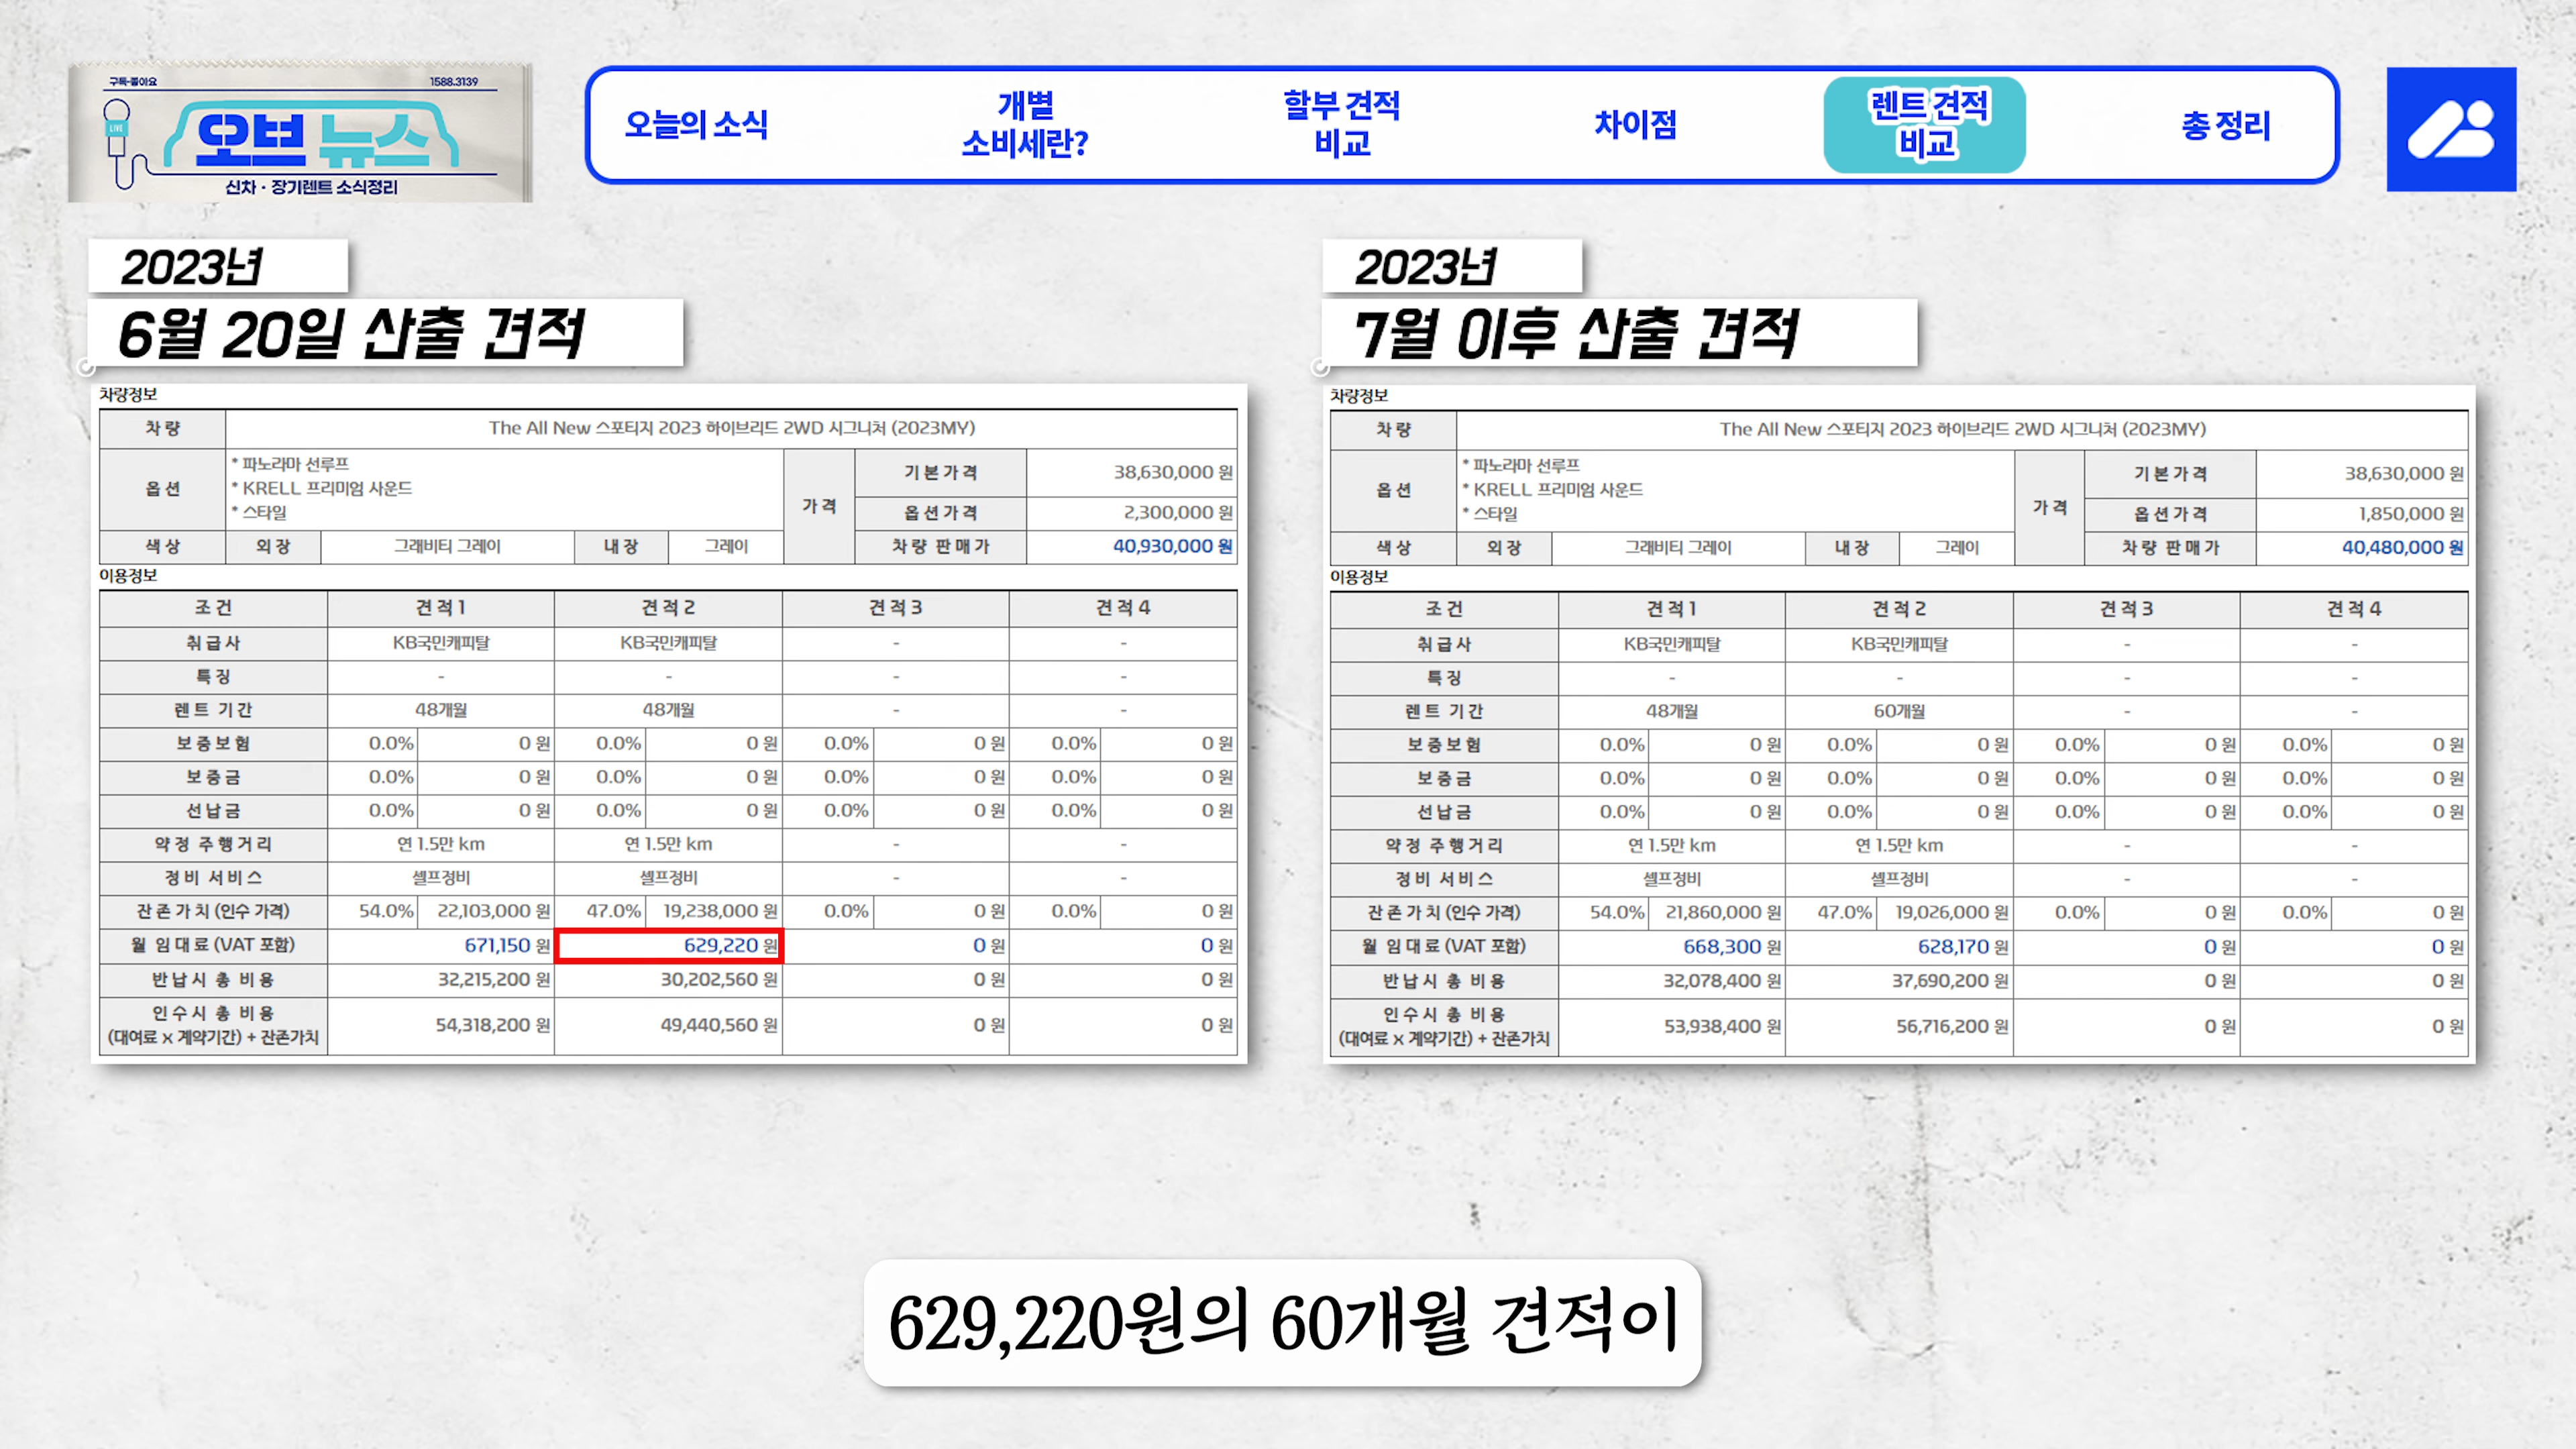 구독·좋아요 1588.3139
LIVE
오브 뉴스
신차 · 장기렌트 소식정리
오늘의 소식
개별
소비세란?
할부 견적
비교
차이점
렌트 견적
비교
총 정리
2023년
6월 20일 산출 견적
차량정보
차 량 The All New 스포티지 2023 하이브리드 2WD 시그니처 (2023MY)
옵 션
* 파노라마 선루프
* KRELL 프리미엄 사운드
* 스타일
가 격
기 본 가 격 38,630,000 원
옵 션 가 격 2,300,000 원
차 량 판 매 가 40,930,000 원
색 상 외 장 그래비티 그레이 내 장 그레이
이용정보
조 건 견 적 1 견 적 2 견 적 3 견 적 4
취 급 사 KB국민캐피탈 KB국민캐피탈 - -
특 징 - - - -
렌 트 기 간 48개월 48개월 - -
보 증 보 험 0.0% 0 원 0.0% 0 원 0.0% 0 원 0.0% 0 원
보 증 금 0.0% 0 원 0.0% 0 원 0.0% 0 원 0.0% 0 원
선 납 금 0.0% 0 원 0.0% 0 원 0.0% 0 원 0.0% 0 원
약 정 주 행 거 리 연 1.5만 km 연 1.5만 km - -
정 비 서 비 스 셀프정비 셀프정비 - -
잔 존 가 치 (인수 가격) 54.0% 22,103,000 원 47.0% 19,238,000 원 0.0% 0 원 0.0% 0 원
월 임 대 료 (VAT 포함) 671,150 원 629,220 원 0 원 0 원
반 납 시 총 비 용 32,215,200 원 30,202,560 원 0 원 0 원
인 수 시 총 비 용
(대여료 X 계약기간) + 잔존가치 54,318,200 원 49,440,560 원 0 원 0 원
2023년
7월 이후 산출 견적
차량정보
차 량 The All New 스포티지 2023 하이브리드 2WD 시그니처 (2023MY)
옵 션
* 파노라마 선루프
* KRELL 프리미엄 사운드
* 스타일
가 격
기 본 가 격 38,630,000 원
옵 션 가 격 1,850,000 원
차 량 판 매 가 40,480,000 원
색 상 외 장 그래비티 그레이 내 장 그레이
이용정보
조 건 견 적 1 견 적 2 견 적 3 견 적 4
취 급 사 KB국민캐피탈 KB국민캐피탈 - -
특 징 - - - -
렌 트 기 간 48개월 60개월 - -
보 증 보 험 0.0% 0 원 0.0% 0 원 0.0% 0 원 0.0% 0 원
보 증 금 0.0% 0 원 0.0% 0 원 0.0% 0 원 0.0% 0 원
선 납 금 0.0% 0 원 0.0% 0 원 0.0% 0 원 0.0% 0 원
약 정 주 행 거 리 연 1.5만 km 연 1.5만 km - -
정 비 서 비 스 셀프정비 셀프정비 - -
잔 존 가 치 (인수 가격) 54.0% 21,860,000 원 47.0% 19,026,000 원 0.0% 0 원 0.0% 0 원
월 임 대 료 (VAT 포함) 668,300 원 628,170 원 0 원 0 원
반 납 시 총 비 용 32,078,400 원 37,690,200 원 0 원 0 원
인 수 시 총 비 용
(대여료 X 계약기간) + 잔존가치 53,938,400 원 56,716,200 원 0 원 0 원
629,220원의 60개월 견적이